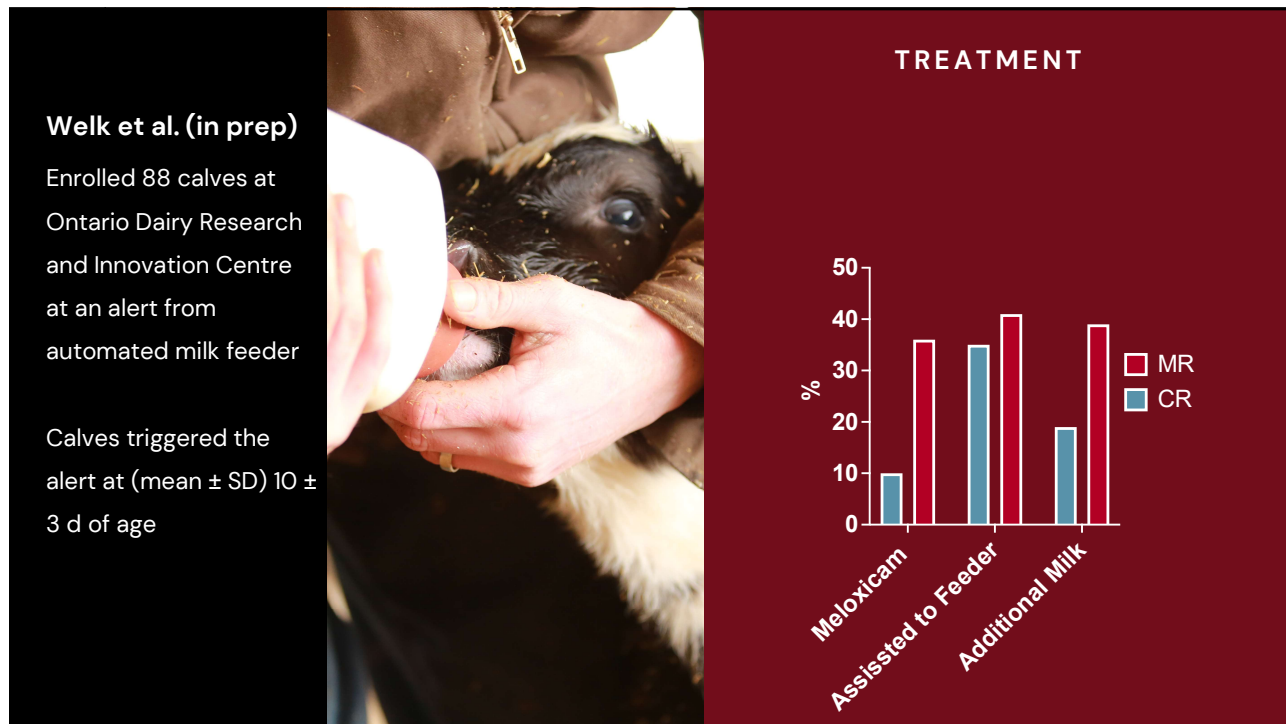 Welk et al. (in prep)
Enrolled 88 calves at
Ontario Dairy Research
and Innovation Centre
at an alert from
automated milk feeder
Calves triggered the
alert at (mean ± SD) 10 ±
3 d of age
TREATMENT
50
40
30
20
10
0
%
MR
CR
Meloxicam
Assissted to Feeder
Additional Milk